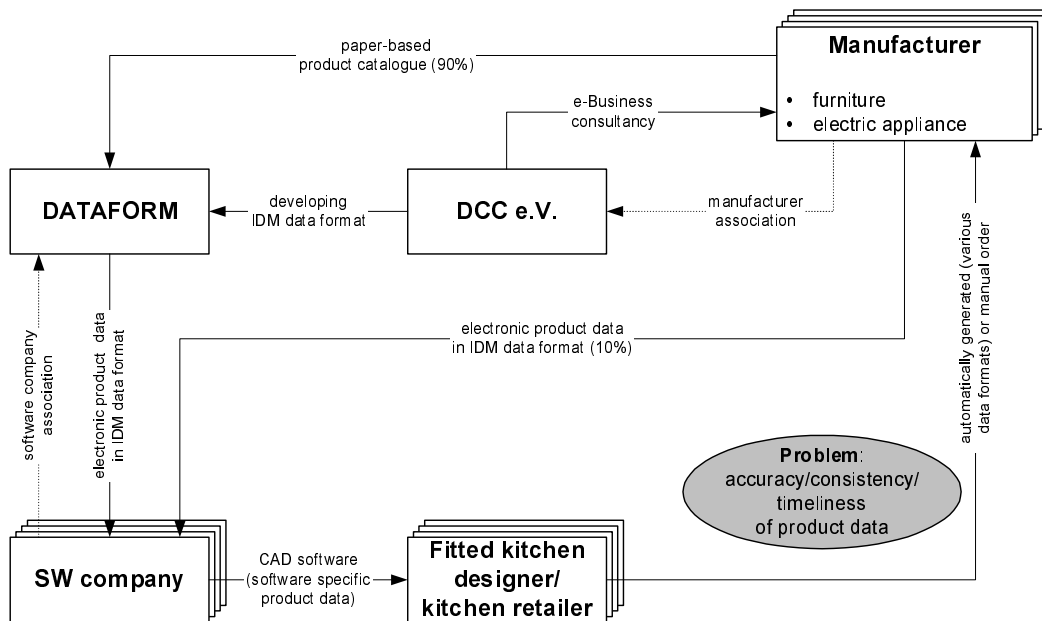 paper-based
product catalogue (90%)
Manufacturer
• furniture
• electric appliance
e-Business
consultancy
DATAFORM
developing
IDM data format
DCC e.V.
manufacturer
association
software company
association
electronic product data
in IDM data format
electronic product data
in IDM data format (10%)
automatically generated (various
data formats) or manual order
Problem:
accuracy/consistency/
timeliness
of product data
SW company
CAD software
(software specific
product data)
Fitted kitchen
designer/
kitchen retailer